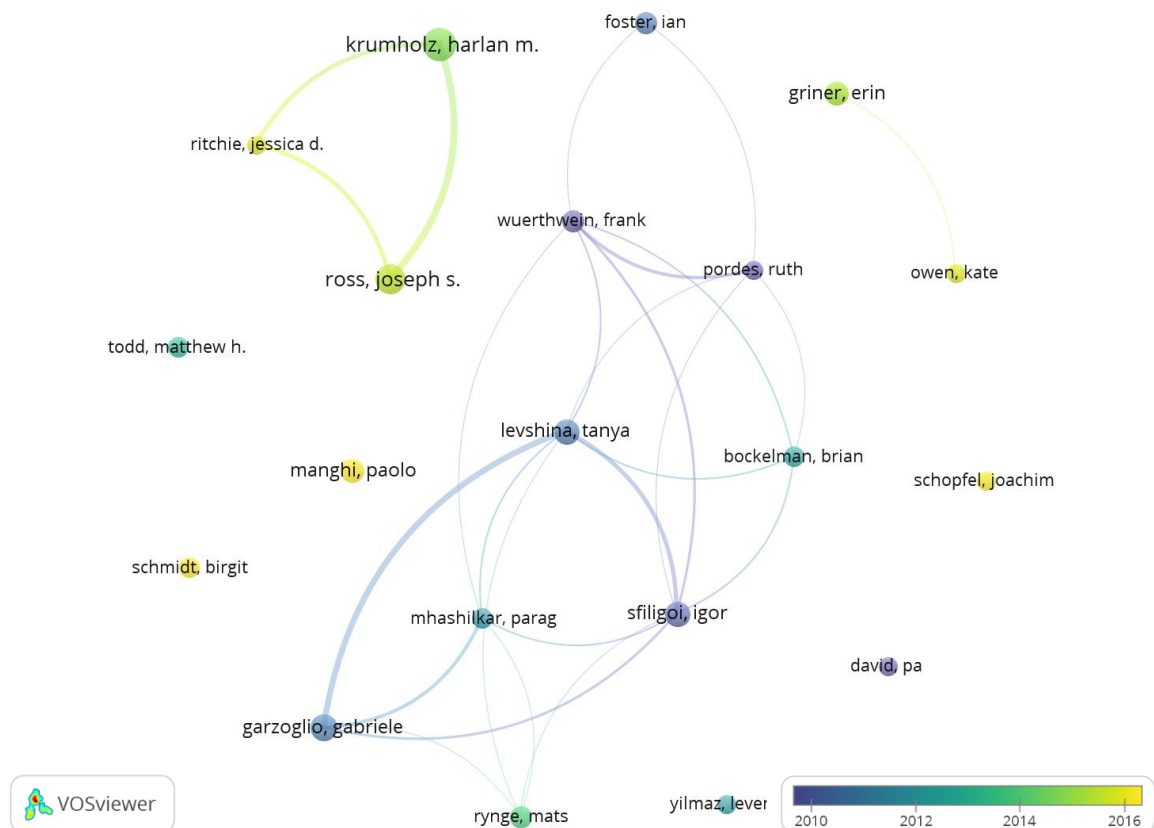 foster, ian
krumholz, harlan m.
griner, erin
ritchie, jessica d.
wuerthwein, frank
pordes, ruth
owen, kate
ross, joseph s.
todd, matthew h.
levshina, tanya
bockelman, brian
manghi, paolo
schopfel, joachim
schmidt, birgit
mhashilkar, parag
sfiligoi, igor
david, pa
garzoglio, gabriele
yilmaz, lever
rynge, mats
VOSviewer
2010 2012 2014 2016